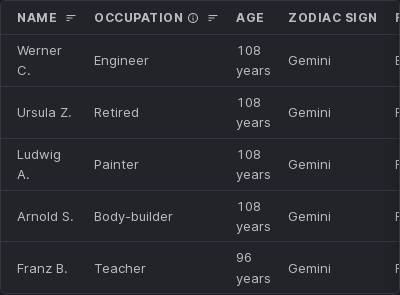 NAME OCCUPATION AGE ZODIAC SIGN
Werner C. Engineer 108 years Gemini
Ursula Z. Retired 108 years Gemini
Ludwig A. Painter 108 years Gemini
Arnold S. Body-builder 108 years Gemini
Franz B. Teacher 96 years Gemini